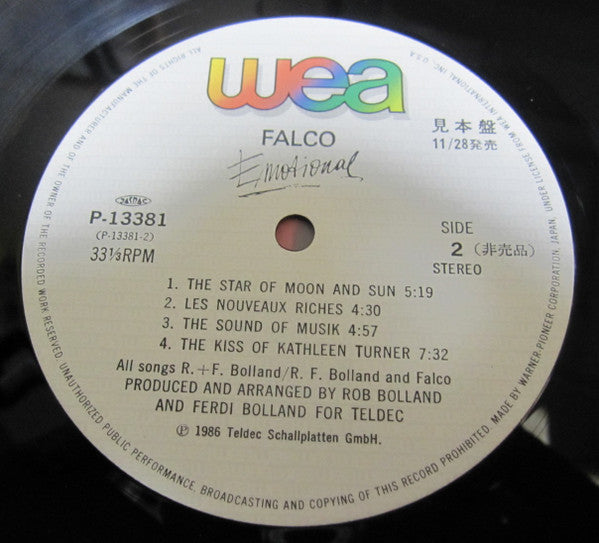 wea
FALCO
Emotional
見本盤
11/28発売
JASRAC
P-13381
(P-13381-2)
33⅓RPM
SIDE
2 (非売品)
STEREO
1. THE STAR OF MOON AND SUN 5:19
2. LES NOUVEAUX RICHES 4:30
3. THE SOUND OF MUSIK 4:57
4. THE KISS OF KATHLEEN TURNER 7:32
All songs R.+F. Bolland/R. F. Bolland and Falco
PRODUCED AND ARRANGED BY ROB BOLLAND
AND FERDI BOLLAND FOR TELDEC
Ⓟ 1986 Teldec Schallplatten GmbH.
ALL RIGHTS OF THE MANUFACTURER AND OF THE OWNER OF THE RECORDED WORK RESERVED. UNAUTHORIZED PUBLIC PERFORMANCE, BROADCASTING AND COPYING OF THIS RECORD PROHIBITED. MADE BY WARNER-PIONEER CORPORATION, JAPAN, UNDER LICENSE FROM WEA INTERNATIONAL INC. U.S.A.